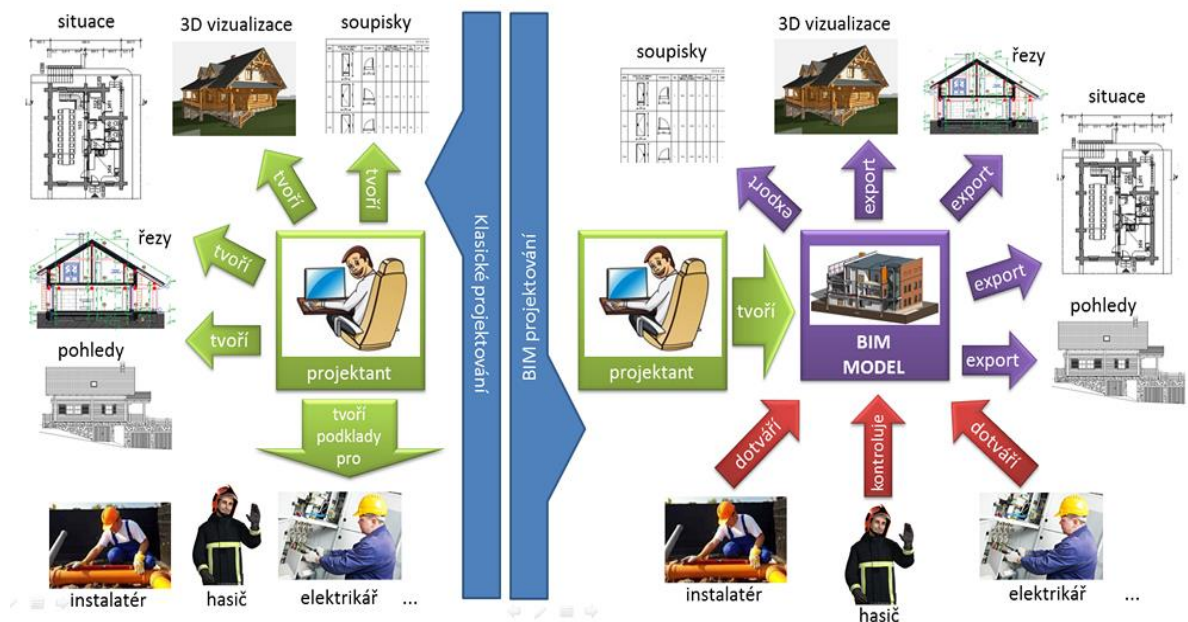 situace
3D vizualizace
soupisky
tvoří
tvoří
řezy
tvoří
tvoří
pohledy
projektant
tvoří
podklady
pro
instalatér
hasič
elektrikář
...
Klasické projektování
BIM projektování
soupisky
3D vizualizace
řezy
situace
export
export
export
export
export
pohledy
projektant
tvoří
BIM
MODEL
dotváří
kontroluje
dotváří
instalatér
hasič
elektrikář
...